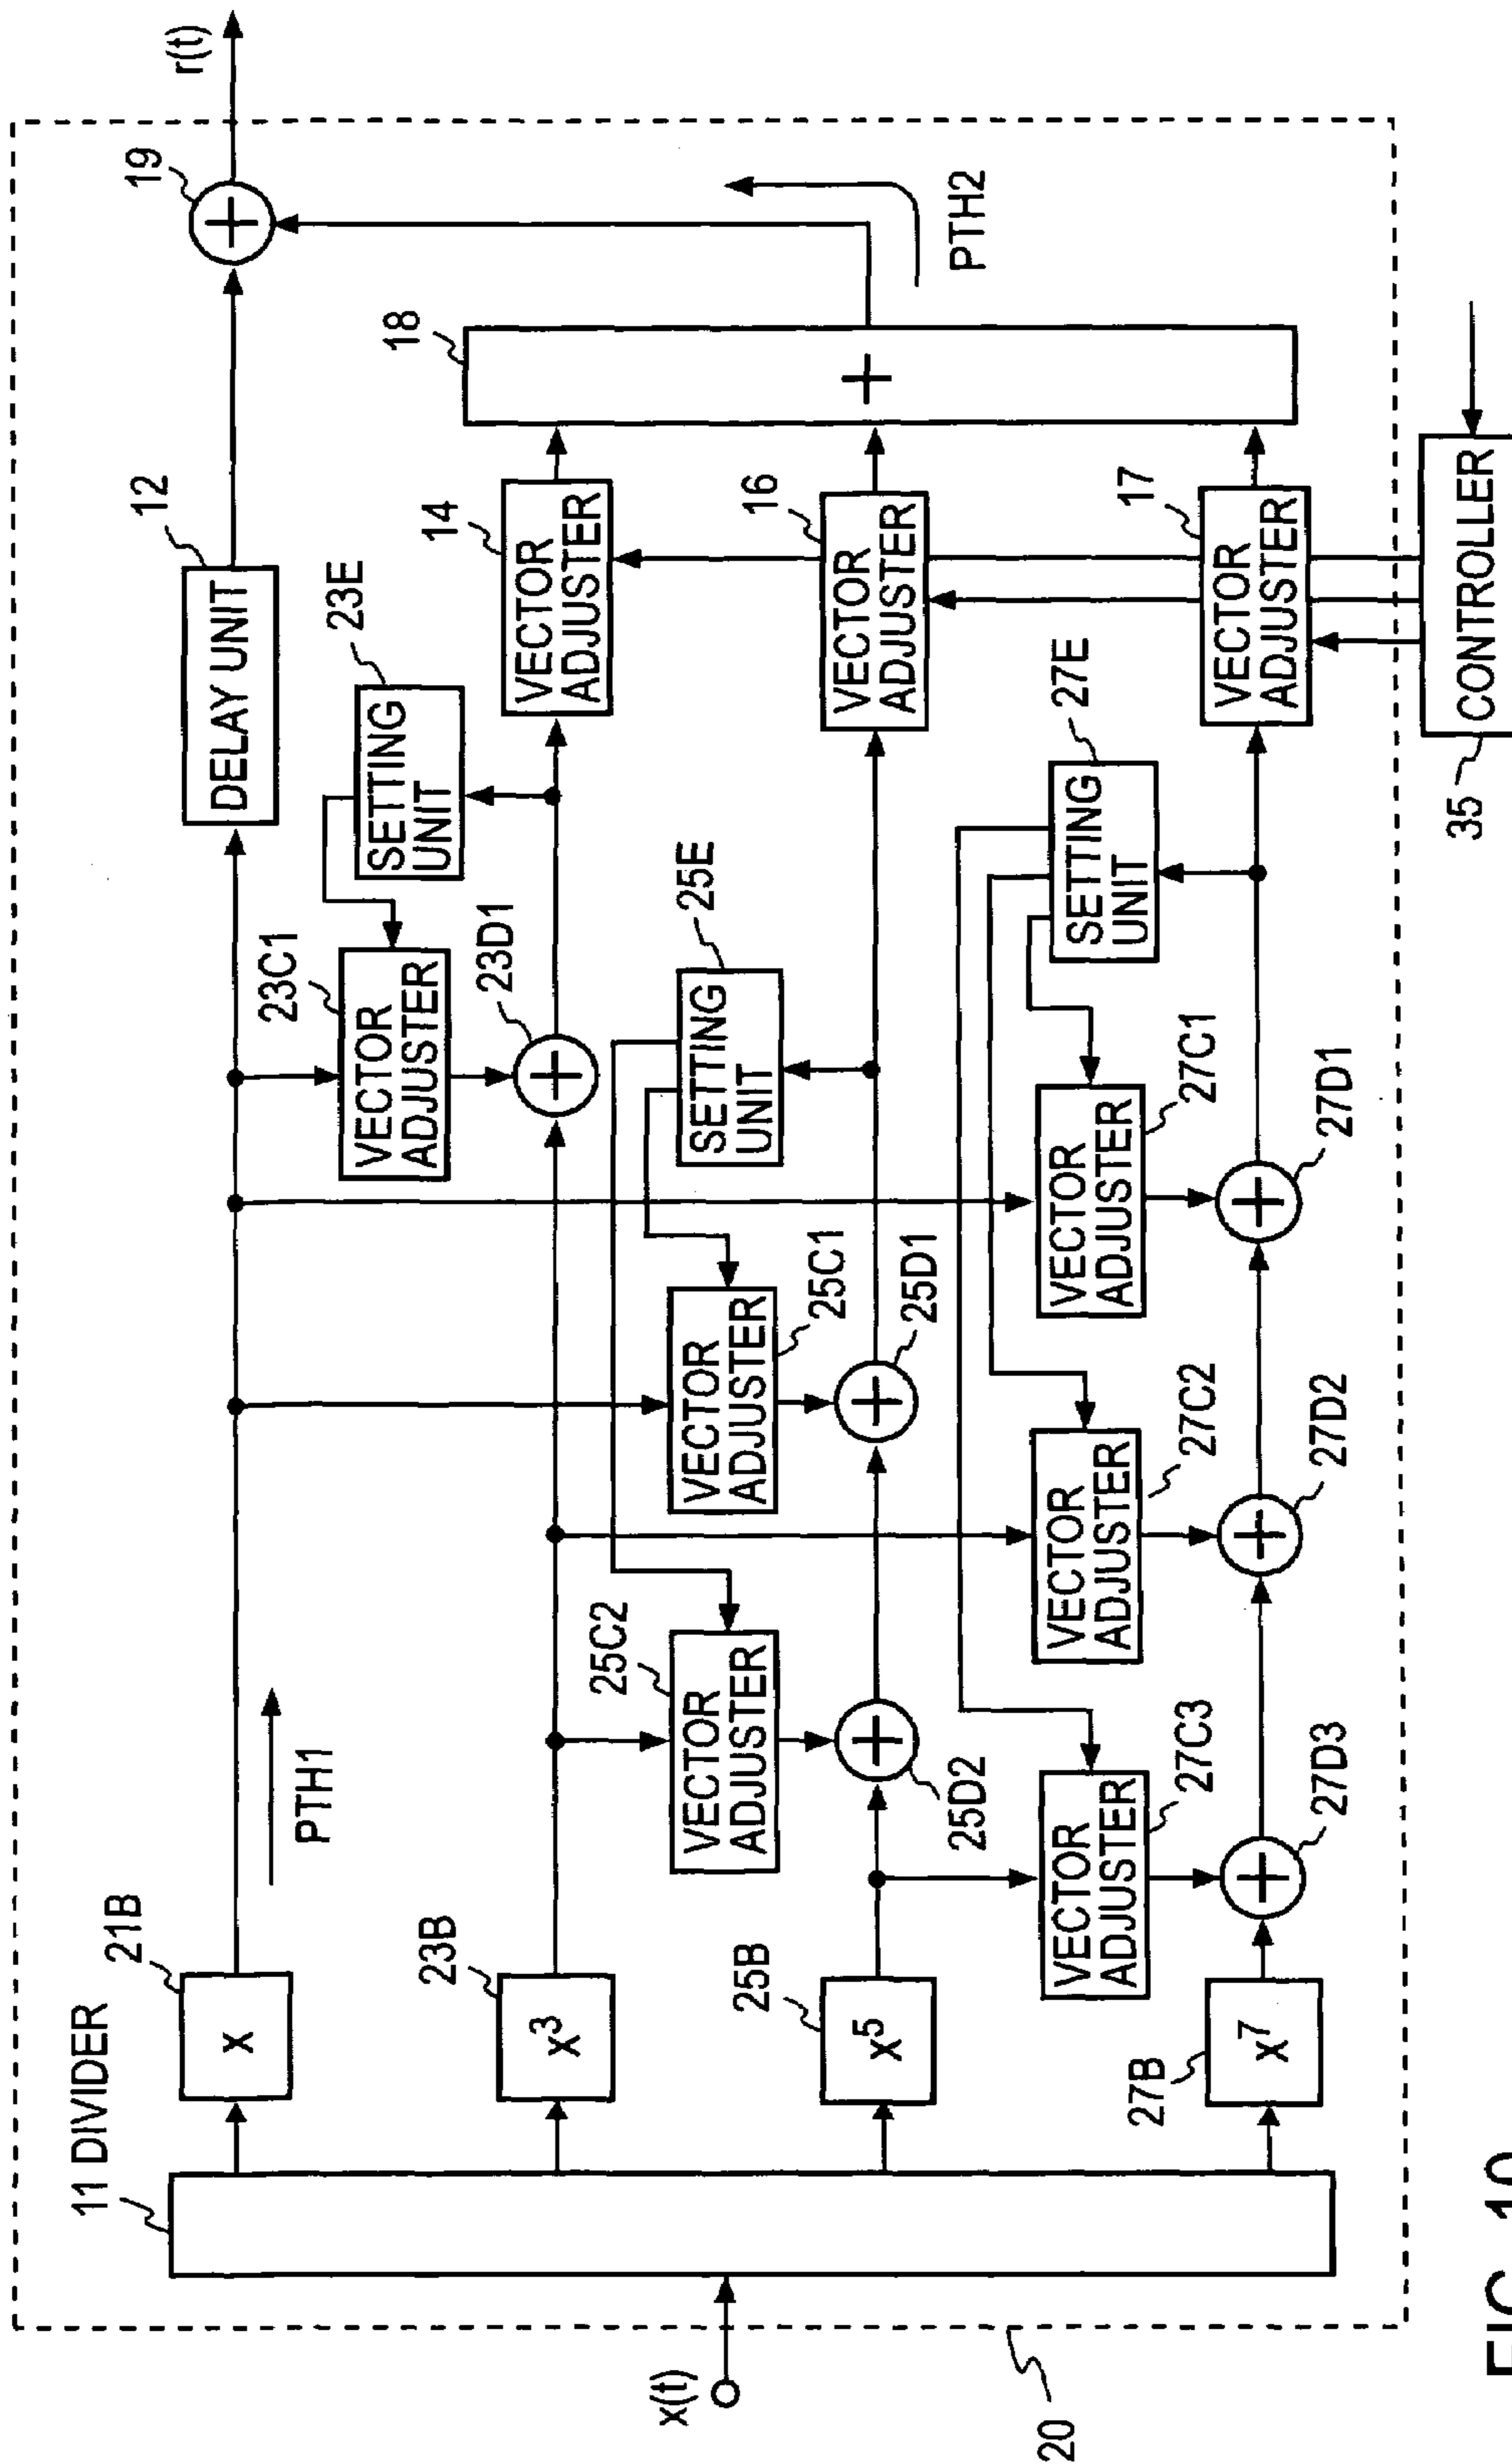 x(t)
20
11 DIVIDER
21B
x
23B
x³
25B
x⁵
27B
x⁷
PTH1
12
DELAY UNIT
19
r(t)
23C1
VECTOR
ADJUSTER
23D1
23E
SETTING
UNIT
14
VECTOR
ADJUSTER
18
+
PTH2
25C2
VECTOR
ADJUSTER
25D2
25C1
VECTOR
ADJUSTER
25D1
25E
SETTING
UNIT
16
VECTOR
ADJUSTER
27C3
VECTOR
ADJUSTER
27D3
27C2
VECTOR
ADJUSTER
27D2
27C1
VECTOR
ADJUSTER
27D1
27E
SETTING
UNIT
17
VECTOR
ADJUSTER
35
CONTROLLER